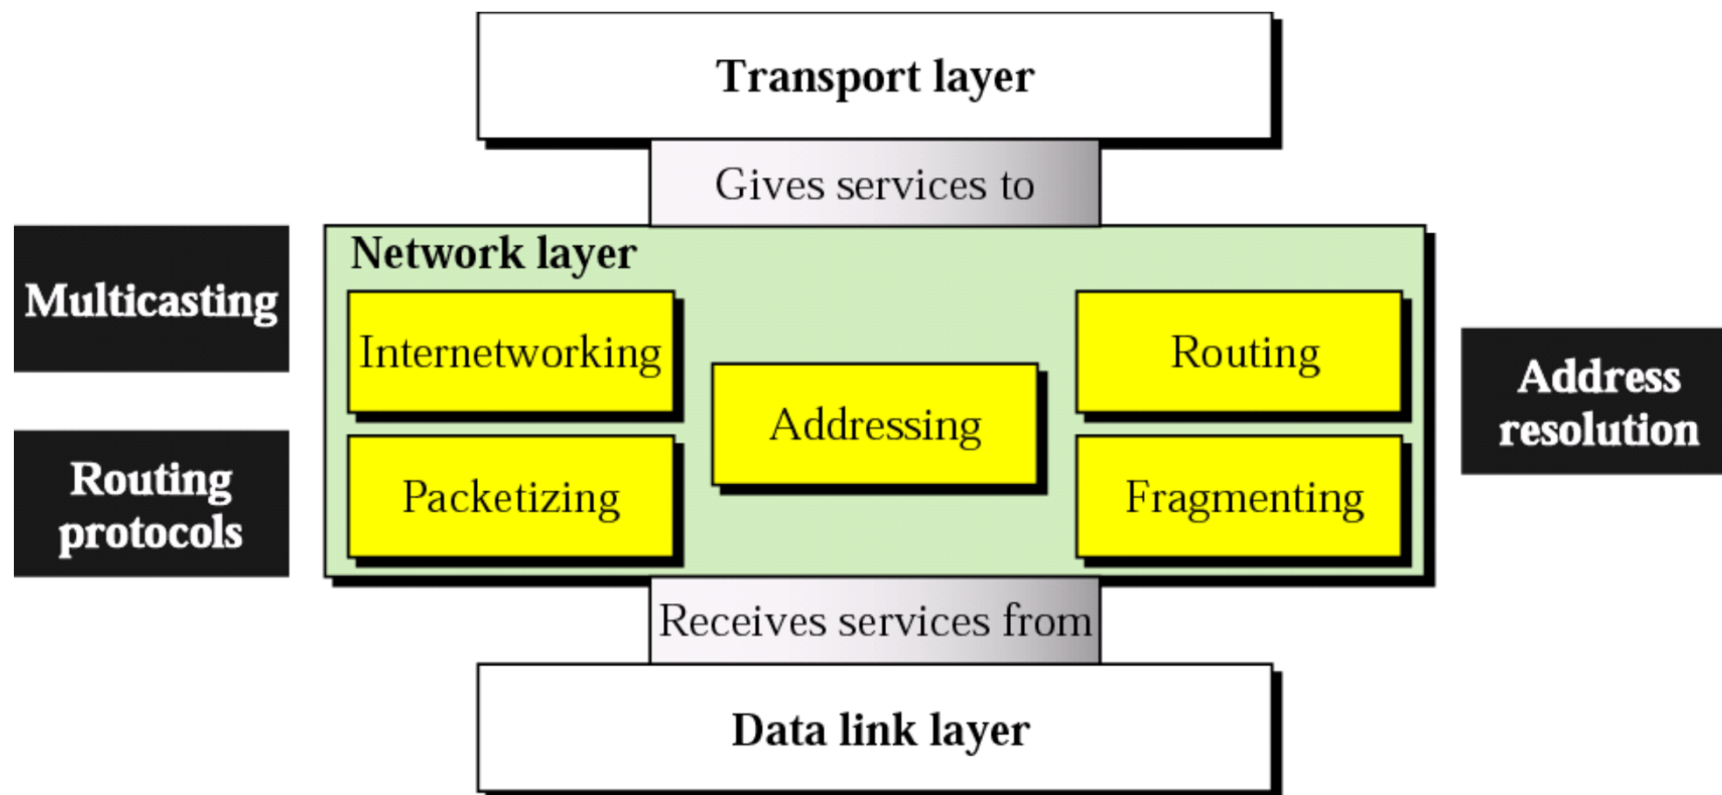 Transport layer
Gives services to
Network layer
Multicasting
Internetworking
Routing
Address
resolution
Addressing
Routing
protocols
Packetizing
Fragmenting
Receives services from
Data link layer